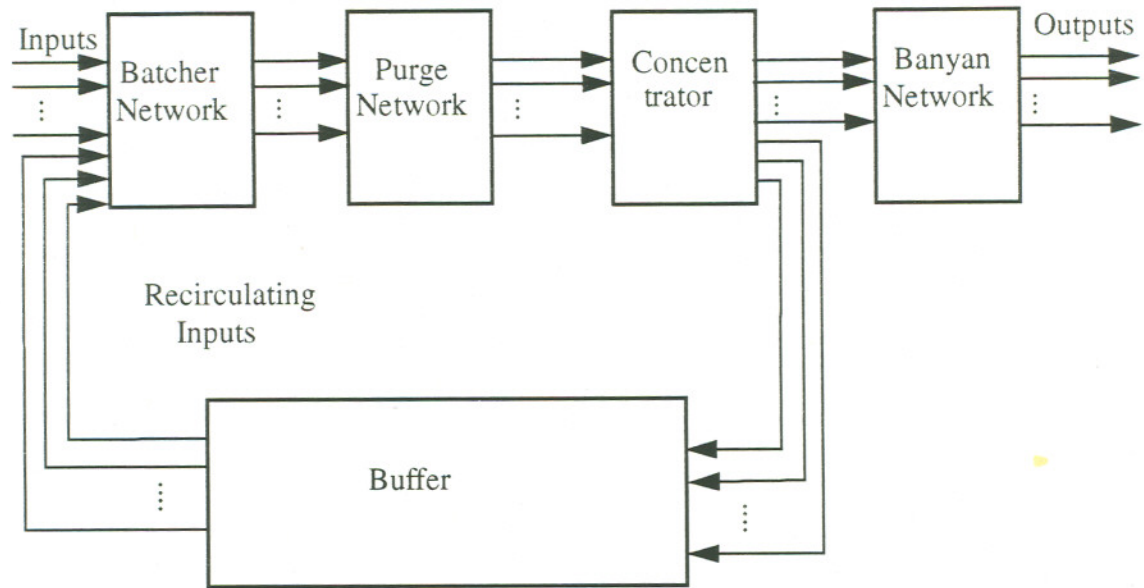 Inputs
Batcher
Network
Purge
Network
Concen
trator
Banyan
Network
Outputs
Recirculating
Inputs
Buffer